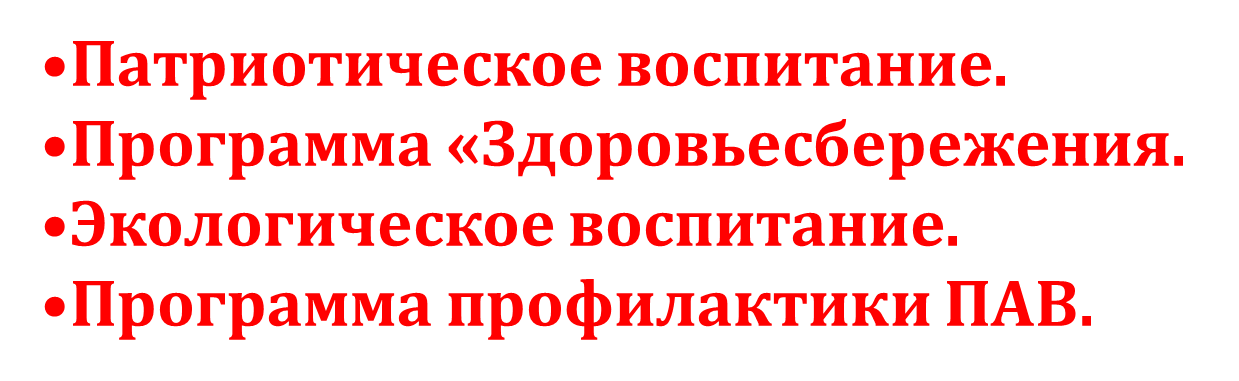 •Патриотическое воспитание.
•Программа «Здоровьесбережения.
•Экологическое воспитание.
•Программа профилактики ПАВ.